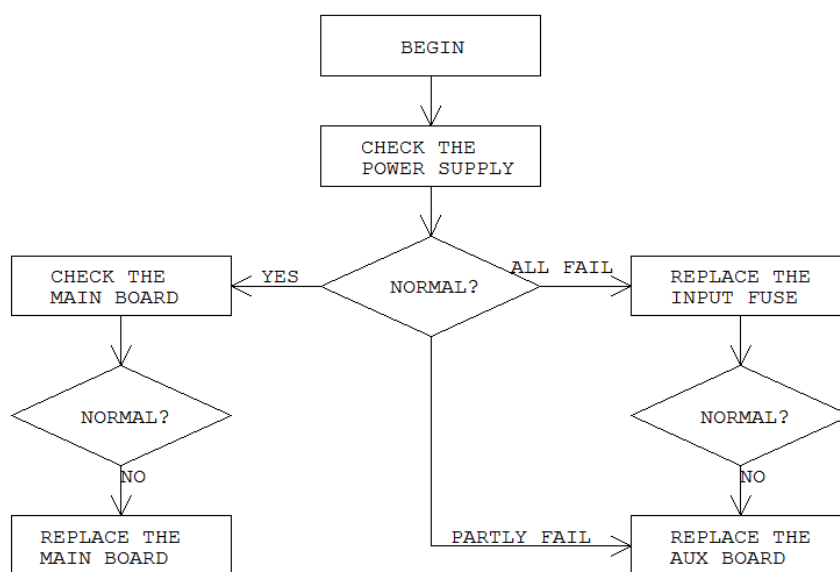 BEGIN
CHECK THE
POWER SUPPLY
YES
NORMAL?
ALL FAIL
CHECK THE
MAIN BOARD
REPLACE THE
INPUT FUSE
NORMAL?
NORMAL?
NO
NO
REPLACE THE
MAIN BOARD
PARTLY FAIL
REPLACE THE
AUX BOARD